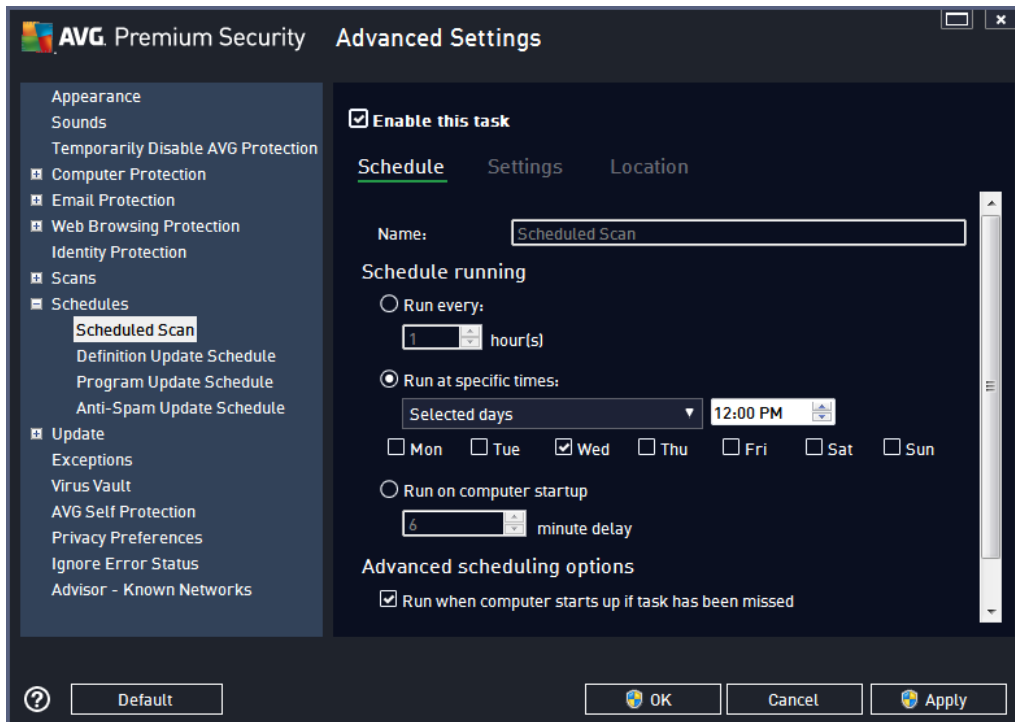 AVG. Premium Security Advanced Settings
Appearance
Sounds
Temporarily Disable AVG Protection
Computer Protection
Email Protection
Web Browsing Protection
Identity Protection
Scans
Schedules
Scheduled Scan
Definition Update Schedule
Program Update Schedule
Anti-Spam Update Schedule
Update
Exceptions
Virus Vault
AVG Self Protection
Privacy Preferences
Ignore Error Status
Advisor - Known Networks
Enable this task
Schedule Settings Location
Name: Scheduled Scan
Schedule running
Run every:
1 hour(s)
Run at specific times:
Selected days 12:00 PM
Mon Tue Wed Thu Fri Sat Sun
Run on computer startup
6 minute delay
Advanced scheduling options
Run when computer starts up if task has been missed
? Default OK Cancel Apply